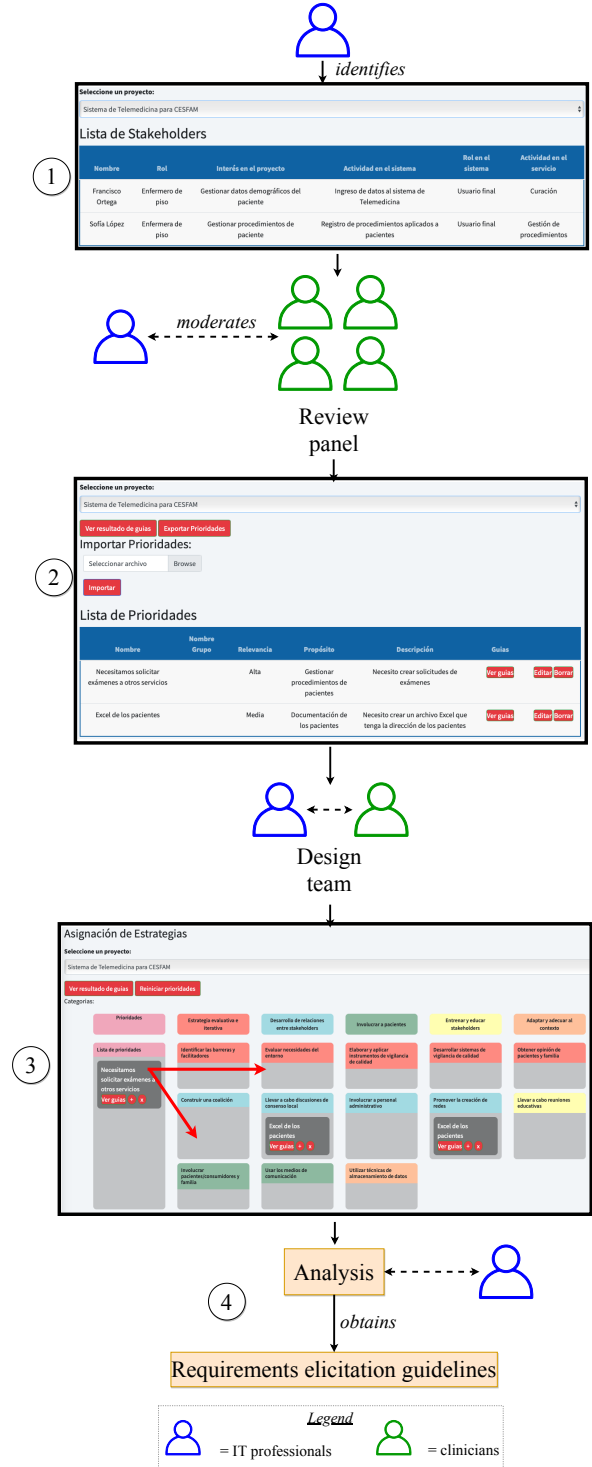 identifies
1
Seleccione un proyecto:
Sistema de Telemedicina para CESFAM
Lista de Stakeholders
Nombre Rol Interés en el proyecto Actividad en el sistema Rol en el sistema Actividad en el servicio
Francisco Ortega Enfermero de piso Gestionar datos demográficos del paciente Ingreso de datos al sistema de Telemedicina Usuario final Curación
Sofía López Enfermera de piso Gestionar procedimientos de paciente Registro de procedimientos aplicados a pacientes Usuario final Gestión de procedimientos
moderates
Review
panel
2
Seleccione un proyecto:
Sistema de Telemedicina para CESFAM
Ver resultado de guias Exportar Prioridades
Importar Prioridades:
Seleccionar archivo Browse
Importar
Lista de Prioridades
Nombre Nombre Grupo Relevancia Propósito Descripción Guias
Necesitamos solicitar exámenes a otros servicios Alta Gestionar procedimientos de pacientes Necesito crear solicitudes de exámenes Ver guias Editar Borrar
Excel de los pacientes Media Documentación de los pacientes Necesito crear un archivo Excel que tenga la dirección de los pacientes Ver guias Editar Borrar
Design
team
3
Asignación de Estrategias
Seleccione un proyecto:
Sistema de Telemedicina para CESFAM
Ver resultado de guias Reiniciar prioridades
Categorias:
Prioridades Estrategia evaluativa e iterativa Desarrollo de relaciones entre stakeholders Involucrar a pacientes Entrenar y educar stakeholders Adaptar y adecuar al contexto
Lista de prioridades Identificar las barreras y facilitadores Evaluar necesidades del entorno Elaborar y aplicar instrumentos de vigilancia de calidad Desarrollar sistemas de vigilancia de calidad Obtener opinión de pacientes y familia
Necesitamos solicitar exámenes a otros servicios
Ver guias + x
Construir una coalición Llevar a cabo discusiones de consenso local Involucrar a personal administrativo Promover la creación de redes Llevar a cabo reuniones educativas
Excel de los pacientes Excel de los pacientes
Ver guias + x Ver guias + x
Involucrar pacientes/consumidores y familia Usar los medios de comunicación Utilizar técnicas de almacenamiento de datos
4
Analysis
obtains
Requirements elicitation guidelines
Legend
= IT professionals = clinicians